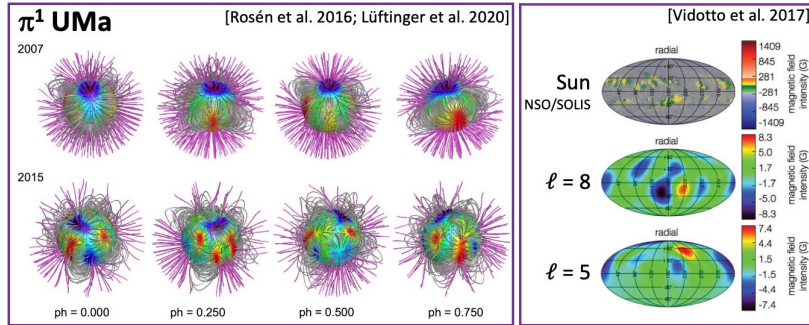 π¹ UMa
[Rosén et al. 2016; Lüftinger et al. 2020]
2007
2015
ph = 0.000
ph = 0.250
ph = 0.500
ph = 0.750
[Vidotto et al. 2017]
Sun
NSO/SOLIS
radial
1409
845
281
-281
-845
-1409
magnetic field
intensity (G)
ℓ = 8
radial
8.3
5.0
1.7
-1.7
-5.0
-8.3
magnetic field
intensity (G)
ℓ = 5
radial
7.4
4.5
1.5
-1.5
-4.5
-7.4
magnetic field
intensity (G)